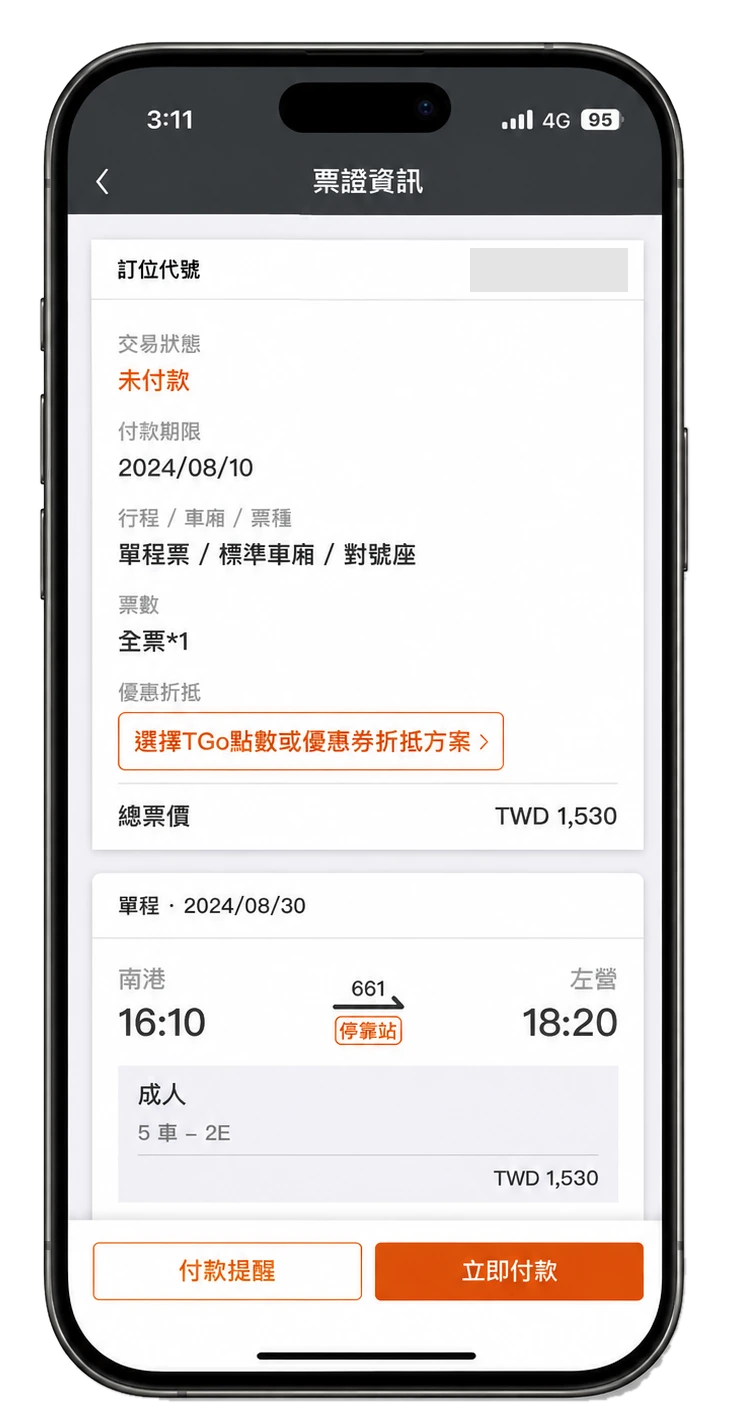 3:11 4G 95
票證資訊
訂位代號
交易狀態
未付款
付款期限
2024/08/10
行程 / 車廂 / 票種
單程票 / 標準車廂 / 對號座
票數
全票*1
優惠折抵
選擇TGo點數或優惠券折抵方案 >
總票價 TWD 1,530
單程 · 2024/08/30
南港 661 左營
16:10 停靠站 18:20
成人
5 車 – 2E
TWD 1,530
付款提醒 立即付款